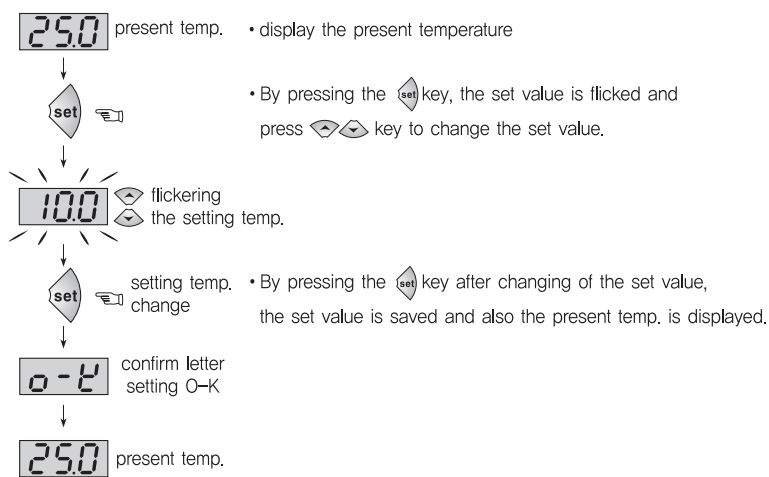 25.0 present temp. • display the present temperature
set • By pressing the set key, the set value is flicked and
press key to change the set value.
10.0 flickering
the setting temp.
set setting temp. • By pressing the set key after changing of the set value,
change the set value is saved and also the present temp. is displayed.
o-k confirm letter
setting O-K
25.0 present temp.